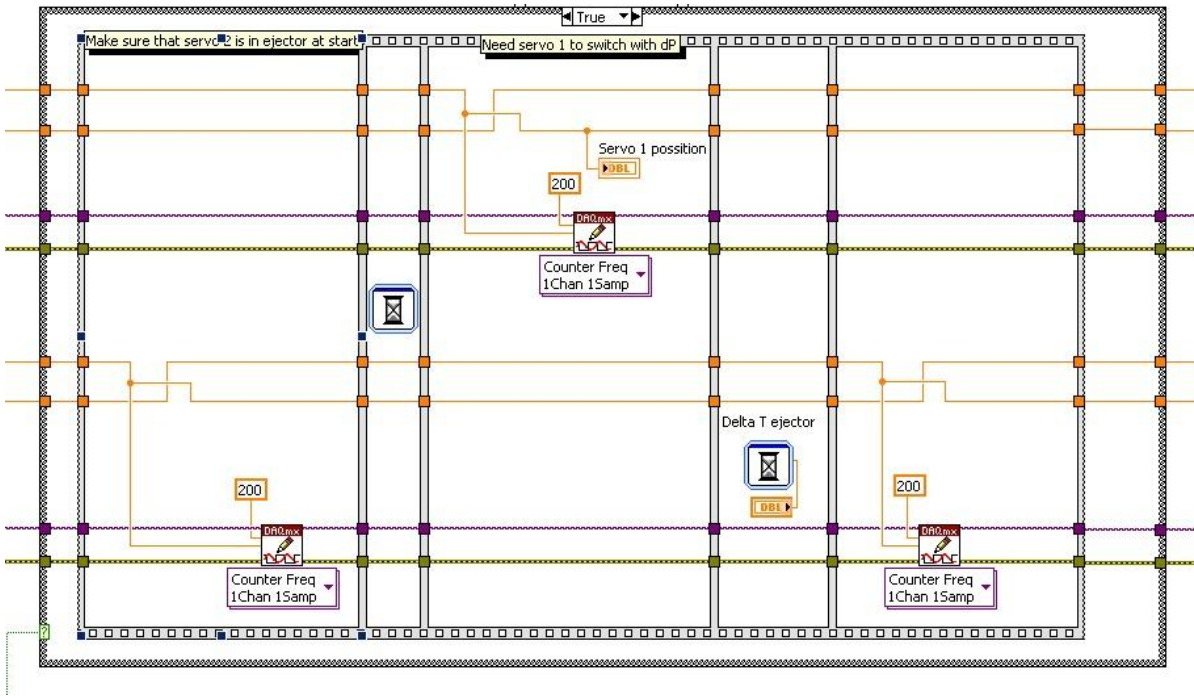 True
Make sure that servo 2 is in ejector at start
Need servo 1 to switch with dP
Servo 1 possition
DBL
200
DAQmx
Counter Freq
1Chan 1Samp
Delta T ejector
DBL
200
DAQmx
Counter Freq
1Chan 1Samp
200
DAQmx
Counter Freq
1Chan 1Samp
?